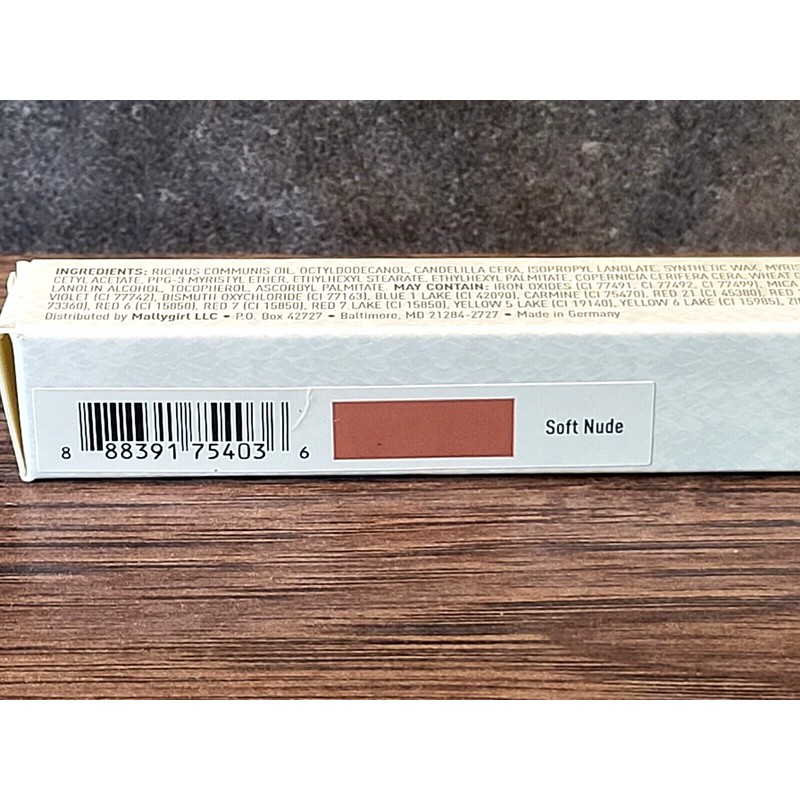 INGREDIENTS: RICINUS COMMUNIS OIL, OCTYLDODECANOL, CANDELILLA CERA, ISOPROPYL LANOLATE, SYNTHETIC WAX, MYRIS
CETYL ACETATE, PPG-3 MYRISTYL ETHER, ETHYLHEXYL STEARATE, ETHYLHEXYL PALMITATE, COPERNICIA CERIFERA CERA, WHEAT G
LANOLIN ALCOHOL, TOCOPHEROL, ASCORBYL PALMITATE MAY CONTAIN: IRON OXIDES (CI 77491, CI 77492, CI 77499), MICA
VIOLET (CI 77742), BISMUTH OXYCHLORIDE (CI 77163), BLUE 1 LAKE (CI 42090), CARMINE (CI 75470), RED 21 (CI 45380), RED
73360), RED 6 (CI 15850), RED 7 (CI 15850), RED 7 LAKE (CI 15850), YELLOW 5 LAKE (CI 19140), YELLOW 6 LAKE (CI 15985), ZI
Distributed by Mallygirl LLC • P.O. Box 42727 • Baltimore, MD 21284-2727 • Made in Germany
8 88391 75403 6
Soft Nude